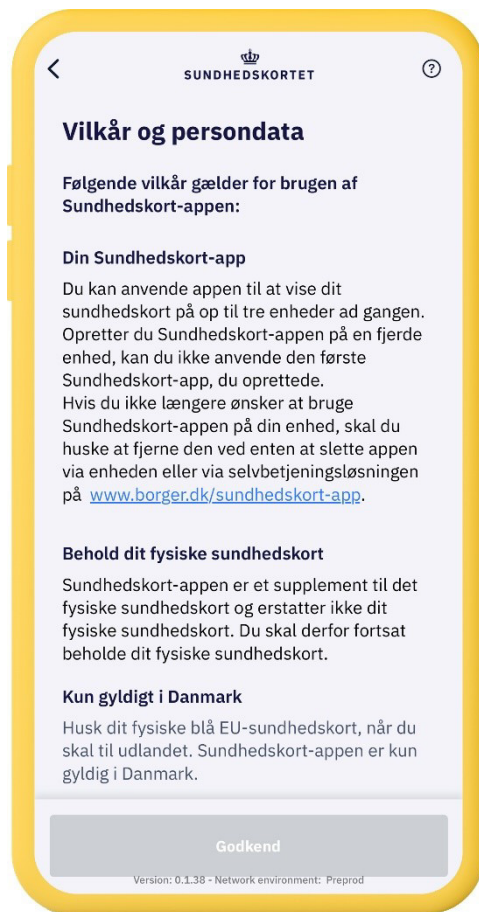 SUNDHEDSKORTET
Vilkår og persondata
Følgende vilkår gælder for brugen af
Sundhedskort-appen:
Din Sundhedskort-app
Du kan anvende appen til at vise dit
sundhedskort på op til tre enheder ad gangen.
Opretter du Sundhedskort-appen på en fjerde
enhed, kan du ikke anvende den første
Sundhedskort-app, du oprettede.
Hvis du ikke længere ønsker at bruge
Sundhedskort-appen på din enhed, skal du
huske at fjerne den ved enten at slette appen
via enheden eller via selvbetjeningsløsningen
på www.borger.dk/sundhedskort-app.
Behold dit fysiske sundhedskort
Sundhedskort-appen er et supplement til det
fysiske sundhedskort og erstatter ikke dit
fysiske sundhedskort. Du skal derfor fortsat
beholde dit fysiske sundhedskort.
Kun gyldigt i Danmark
Husk dit fysiske blå EU-sundhedskort, når du
skal til udlandet. Sundhedskort-appen er kun
gyldig i Danmark.
Godkend
Version: 0.1.38 - Network environment: Preprod